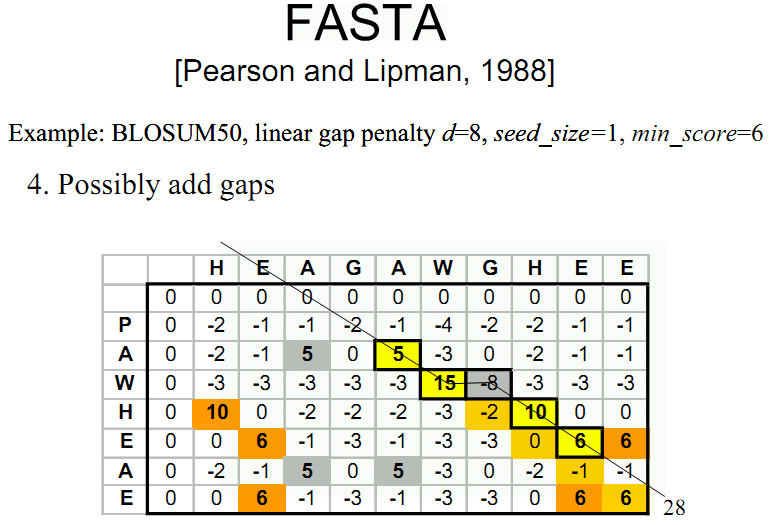 FASTA
[Pearson and Lipman, 1988]
Example: BLOSUM50, linear gap penalty d=8, seed_size=1, min_score=6
4. Possibly add gaps
H E A G A W G H E E
0 0 0 0 0 0 0 0 0 0 0
P 0 -2 -1 -1 -2 -1 -4 -2 -2 -1 -1
A 0 -2 -1 5 0 5 -3 0 -2 -1 -1
W 0 -3 -3 -3 -3 -3 15 -8 -3 -3 -3
H 0 10 0 -2 -2 -2 -3 -2 10 0 0
E 0 0 6 -1 -3 -1 -3 -3 0 6 6
A 0 -2 -1 5 0 5 -3 0 -2 -1 -1
E 0 0 6 -1 -3 -1 -3 -3 0 6 6
28